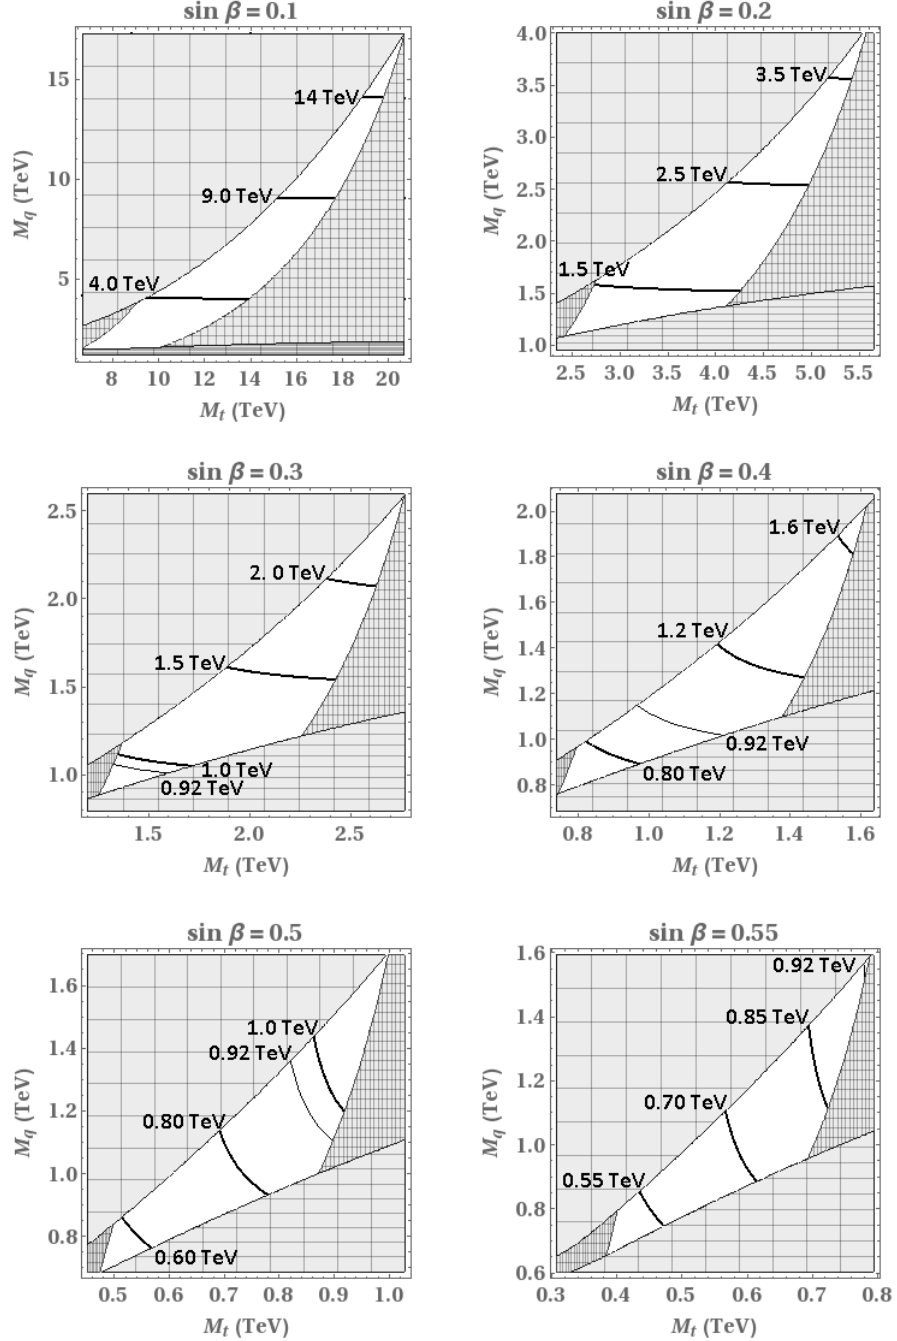 sin β = 0.1
15
10
5
M_q (TeV)
14 TeV
9.0 TeV
4.0 TeV
8 10 12 14 16 18 20
M_t (TeV)
sin β = 0.2
4.0
3.5
3.0
2.5
2.0
1.5
1.0
M_q (TeV)
3.5 TeV
2.5 TeV
1.5 TeV
2.5 3.0 3.5 4.0 4.5 5.0 5.5
M_t (TeV)
sin β = 0.3
2.5
2.0
1.5
1.0
M_q (TeV)
2. 0 TeV
1.5 TeV
1.0 TeV
0.92 TeV
1.5 2.0 2.5
M_t (TeV)
sin β = 0.4
2.0
1.8
1.6
1.4
1.2
1.0
0.8
M_q (TeV)
1.6 TeV
1.2 TeV
0.92 TeV
0.80 TeV
0.8 1.0 1.2 1.4 1.6
M_t (TeV)
sin β = 0.5
1.6
1.4
1.2
1.0
0.8
M_q (TeV)
1.0 TeV
0.92 TeV
0.80 TeV
0.60 TeV
0.5 0.6 0.7 0.8 0.9 1.0
M_t (TeV)
sin β = 0.55
1.6
1.4
1.2
1.0
0.8
0.6
M_q (TeV)
0.92 TeV
0.85 TeV
0.70 TeV
0.55 TeV
0.3 0.4 0.5 0.6 0.7 0.8
M_t (TeV)